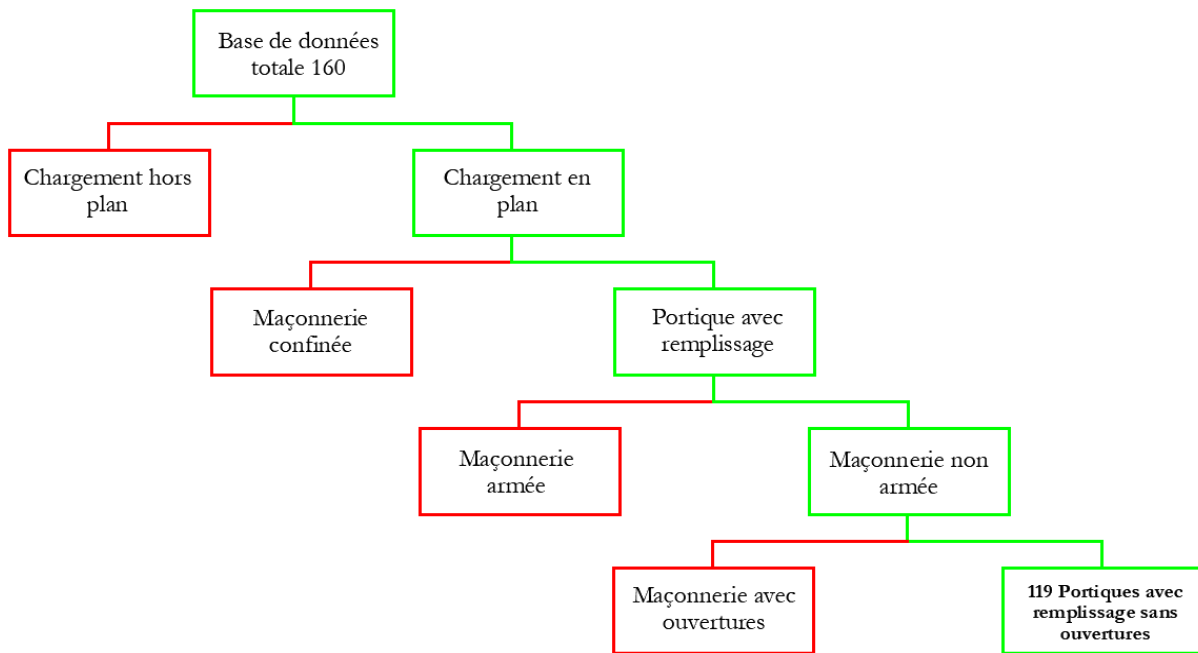 Base de données
totale 160
Chargement hors
plan
Chargement en
plan
Maçonnerie
confinée
Portique avec
remplissage
Maçonnerie
armée
Maçonnerie non
armée
Maçonnerie avec
ouvertures
119 Portiques avec
remplissage sans
ouvertures